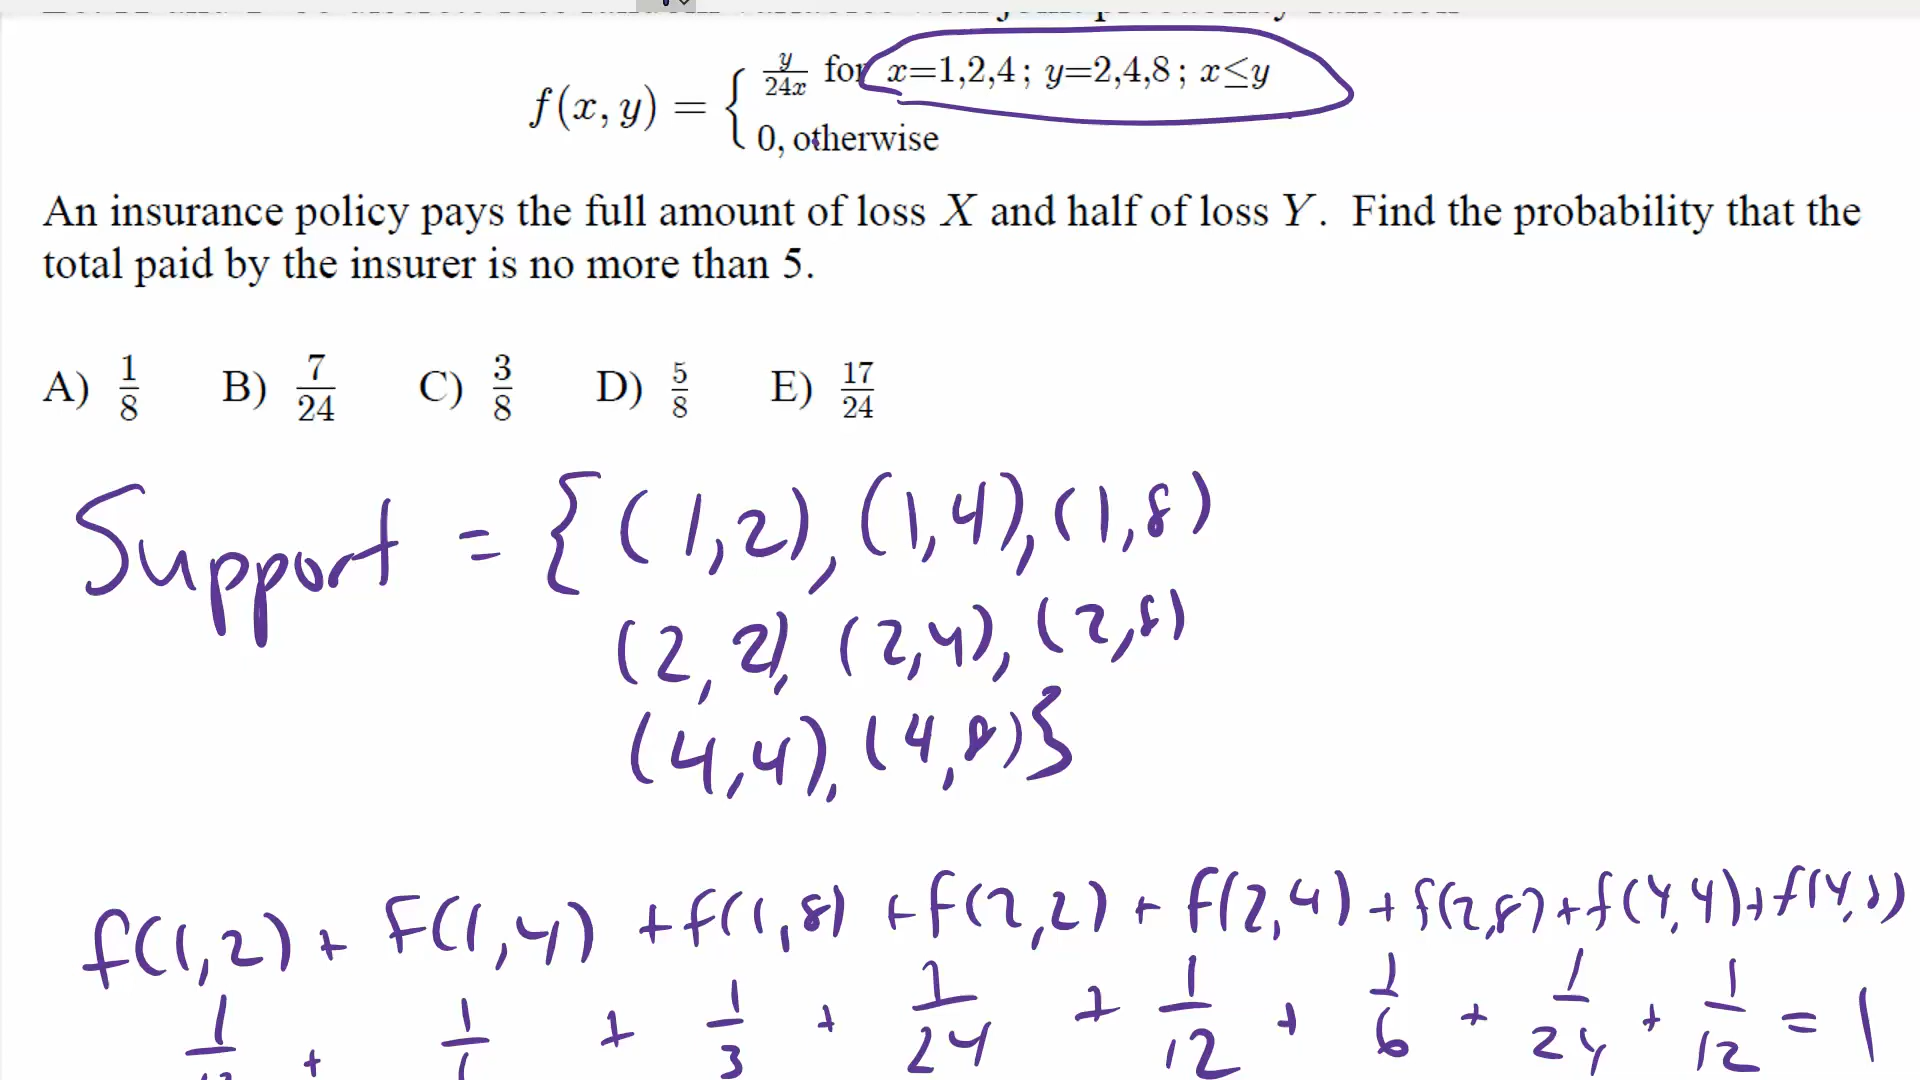 f(x, y) = { y/24x for x=1,2,4 ; y=2,4,8 ; x≤y
0, otherwise
An insurance policy pays the full amount of loss X and half of loss Y. Find the probability that the
total paid by the insurer is no more than 5.
A) 1/8 B) 7/24 C) 3/8 D) 5/8 E) 17/24
Support = {(1,2), (1,4), (1,8)
(2,2), (2,4), (2,8)
(4,4), (4,8)}
f(1,2) + f(1,4) + f(1,8) + f(2,2) + f(2,4) + f(2,8) + f(4,4) + f(4,8)
+ + 1/3 + 1/24 + 1/12 + 1/6 + 1/24 + 1/12 = 1